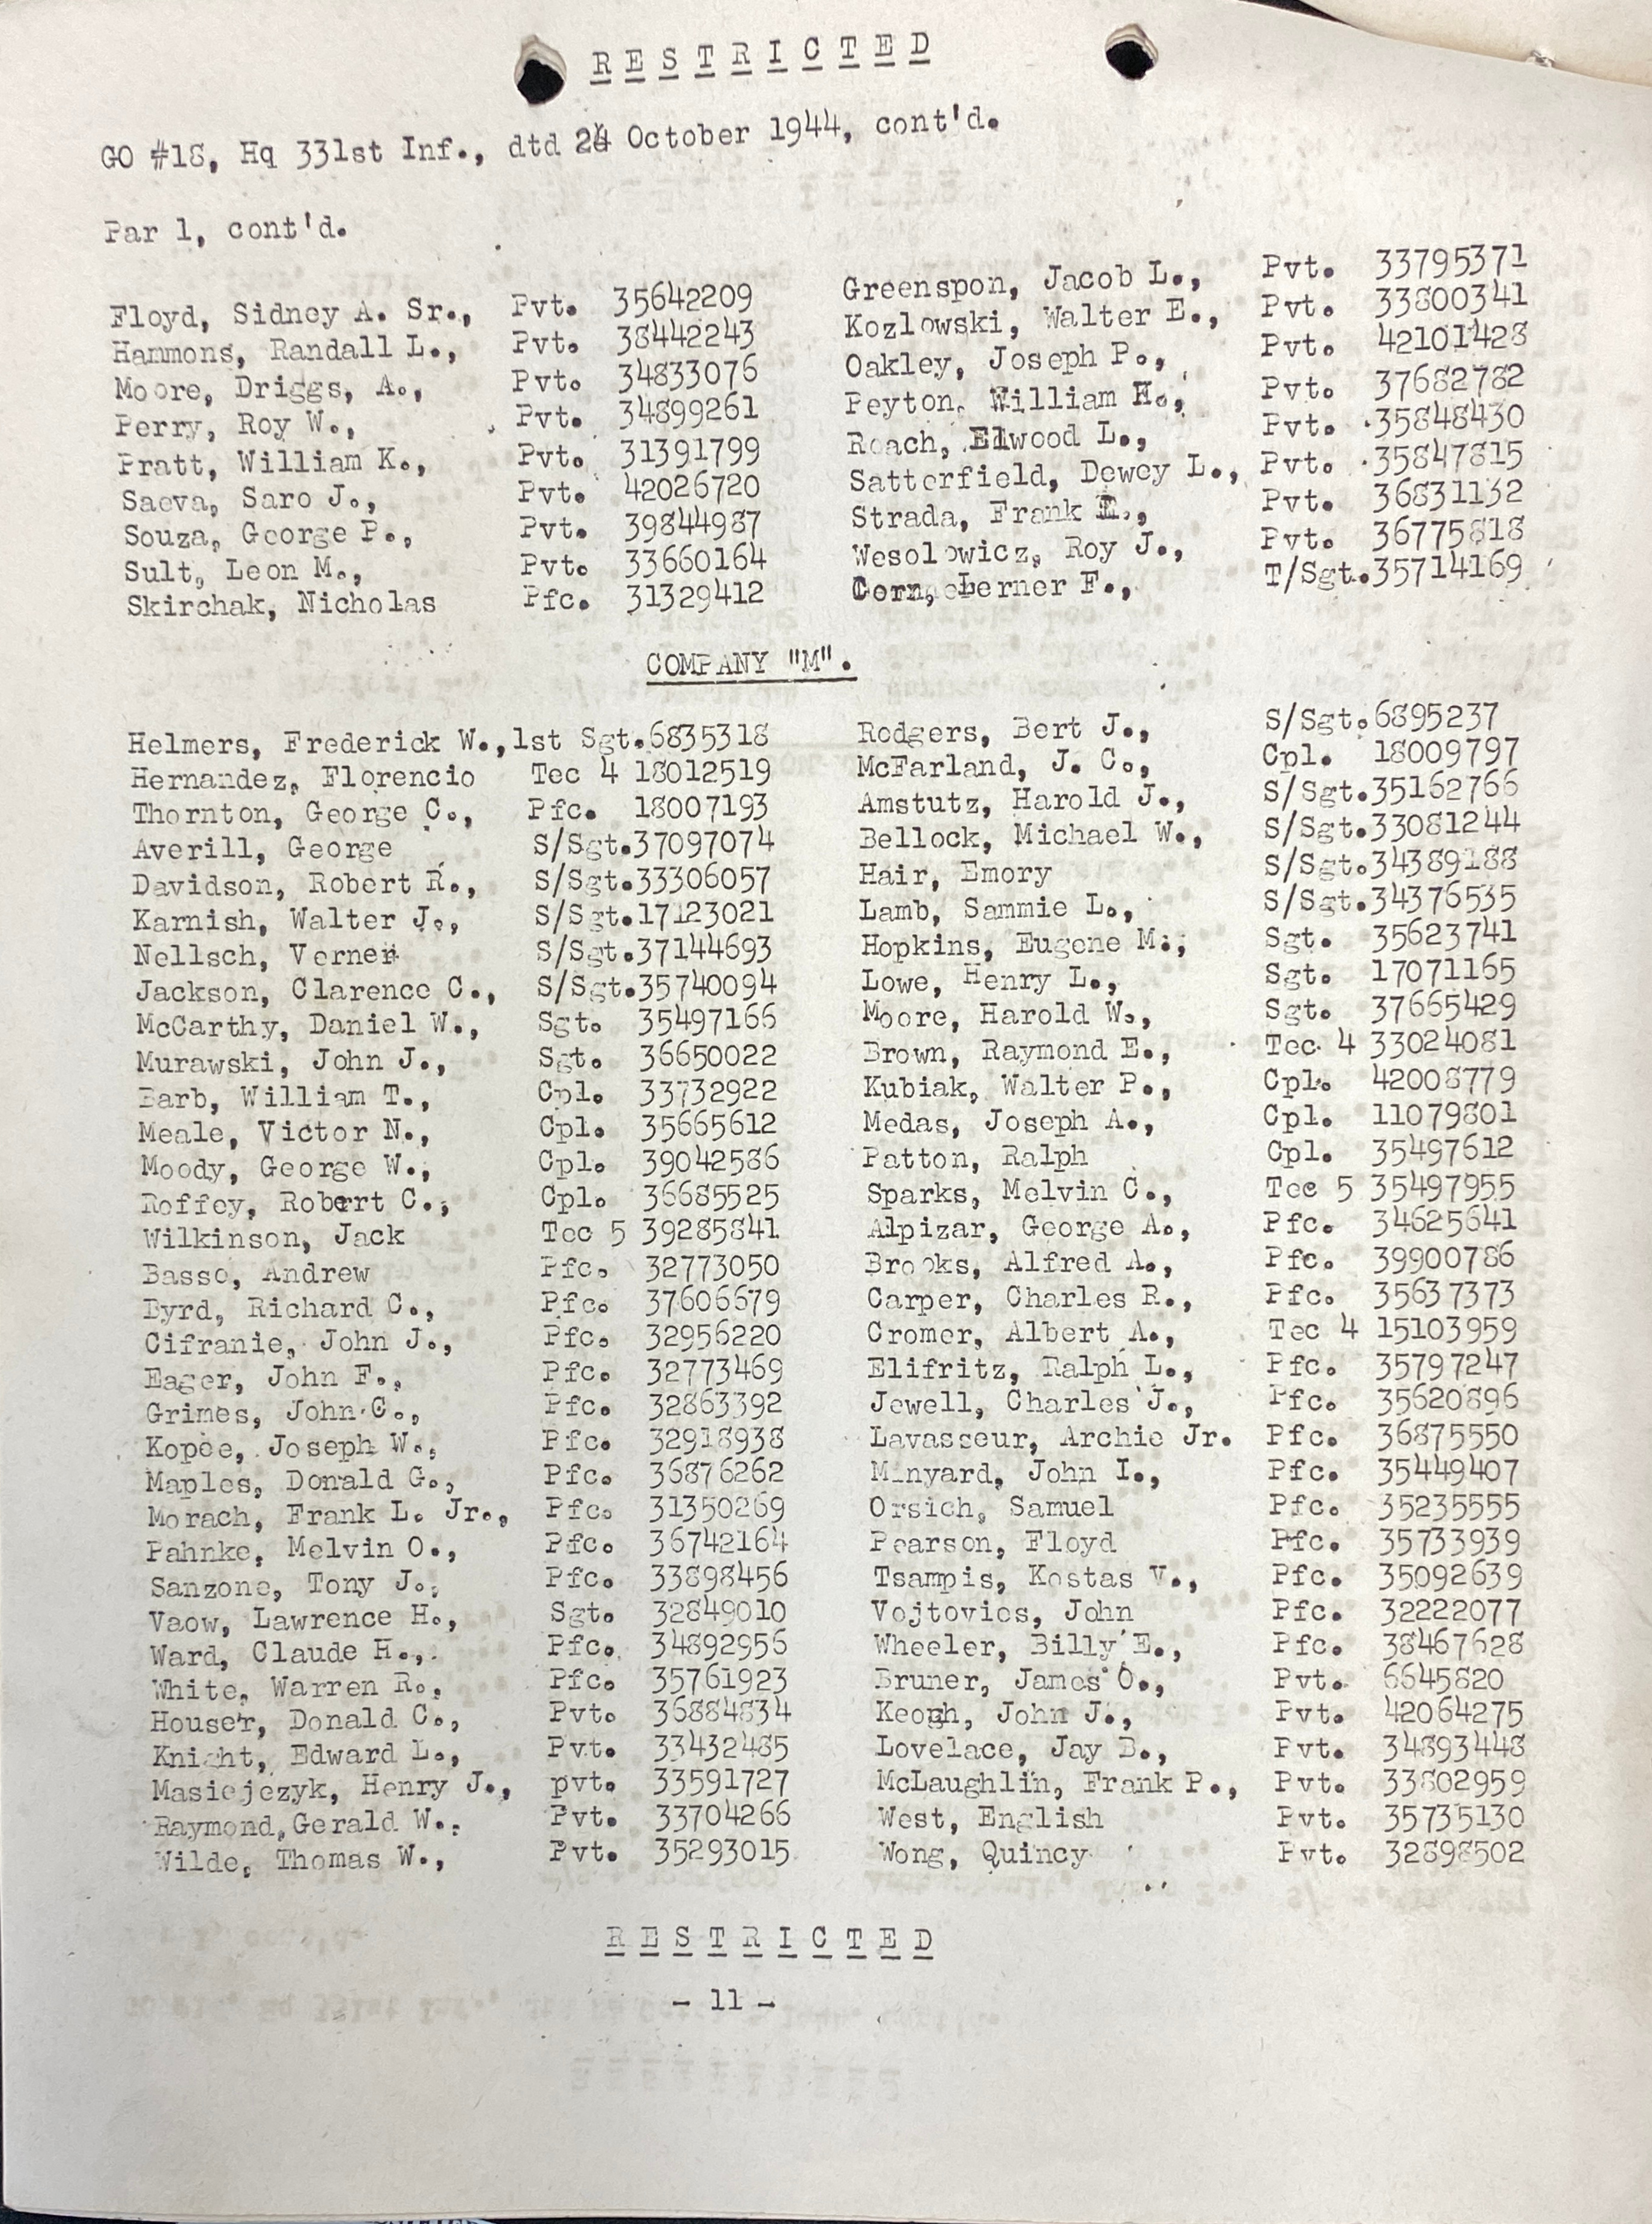 RESTRICTED
GO #18, Hq 331st Inf., dtd 24 October 1944, cont'd.
Par 1, cont'd.
Floyd, Sidney A. Sr., Pvt. 35642209 Greenspon, Jacob L., Pvt. 33795371
Hammons, Randall L., Pvt. 38442243 Kozlowski, Walter E., Pvt. 33800341
Moore, Driggs, A., Pvt. 34833076 Oakley, Joseph P., Pvt. 42101428
Perry, Roy W., Pvt. 34899261 Peyton, William H., Pvt. 37682782
Pratt, William K., Pvt. 31391799 Roach, Elwood L., Pvt. 35848430
Saeva, Saro J., Pvt. 42026720 Satterfield, Dewey L., Pvt. 35847815
Souza, George P., Pvt. 39844987 Strada, Frank E., Pvt. 36831132
Sult, Leon M., Pvt. 33660164 Wesolowicz, Roy J., Pvt. 36775818
Skirchak, Nicholas Pfc. 31329412 Corn, Lerner F., T/Sgt. 35714169
COMPANY "M".
Helmers, Frederick W., 1st Sgt. 6835318 Rodgers, Bert J., S/Sgt. 6895237
Hernandez, Florencio Tec 4 18012519 McFarland, J. C., Cpl. 18009797
Thornton, George C., Pfc. 18007193 Amstutz, Harold J., S/Sgt. 35162766
Averill, George S/Sgt. 37097074 Bellock, Michael W., S/Sgt. 33081244
Davidson, Robert R., S/Sgt. 33306057 Hair, Emory S/Sgt. 34389188
Karnish, Walter J., S/Sgt. 17123021 Lamb, Sammie L., S/Sgt. 34376535
Nellsch, Verner S/Sgt. 37144693 Hopkins, Eugene M., Sgt. 35623741
Jackson, Clarence C., S/Sgt. 35740094 Lowe, Henry L., Sgt. 17071165
McCarthy, Daniel W., Sgt. 35497166 Moore, Harold W., Sgt. 37665429
Murawski, John J., Sgt. 36650022 Brown, Raymond E., Tec 4 33024081
Barb, William T., Cpl. 33732922 Kubiak, Walter P., Cpl. 42008779
Meale, Victor N., Cpl. 35665612 Medas, Joseph A., Cpl. 11079801
Moody, George W., Cpl. 39042586 Patton, Ralph Cpl. 35497612
Roffey, Robert C., Cpl. 36685525 Sparks, Melvin C., Tec 5 35497955
Wilkinson, Jack Tec 5 39285841 Alpizar, George A., Pfc. 34625641
Basso, Andrew Pfc. 32773050 Brooks, Alfred A., Pfc. 39900786
Byrd, Richard C., Pfc. 37606679 Carper, Charles R., Pfc. 35637373
Cifranie, John J., Pfc. 32956220 Cromer, Albert A., Tec 4 15103959
Eager, John F., Pfc. 32773469 Elifritz, Ralph L., Pfc. 35797247
Grimes, John C., Pfc. 32863392 Jewell, Charles J., Pfc. 35620896
Kopec, Joseph W., Pfc. 32918938 Lavasseur, Archie Jr. Pfc. 36875550
Maples, Donald G., Pfc. 36876262 Minyard, John I., Pfc. 35449407
Morach, Frank L. Jr., Pfc. 31350269 Orsich, Samuel Pfc. 35235555
Pahnke, Melvin O., Pfc. 36742164 Pearson, Floyd Pfc. 35733939
Sanzone, Tony J., Pfc. 33898456 Tsampis, Kostas V., Pfc. 35092639
Vaow, Lawrence H., Sgt. 32849010 Vojtovics, John Pfc. 32222077
Ward, Claude H., Pfc. 34892956 Wheeler, Billy E., Pfc. 38467628
White, Warren R., Pfc. 35761923 Bruner, James O., Pvt. 6645820
Houser, Donald C., Pvt. 36884834 Keogh, John J., Pvt. 42064275
Knight, Edward L., Pvt. 33432485 Lovelace, Jay B., Pvt. 34893448
Masiejczyk, Henry J., pvt. 33591727 McLaughlin, Frank P., Pvt. 33802959
Raymond, Gerald W., Pvt. 33704266 West, English Pvt. 35735130
Wilde, Thomas W., Pvt. 35293015 Wong, Quincy Pvt. 32898502
RESTRICTED
- 11 -